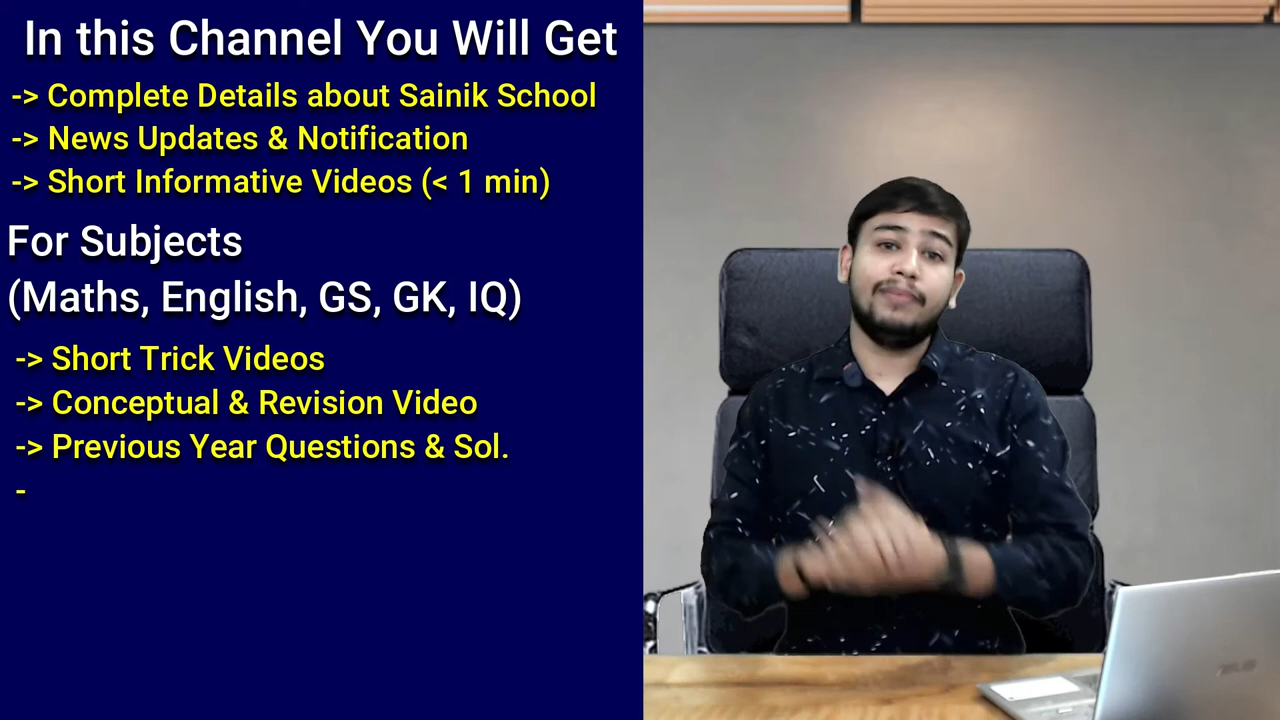 In this Channel You Will Get
-> Complete Details about Sainik School
-> News Updates & Notification
-> Short Informative Videos (< 1 min)
For Subjects
(Maths, English, GS, GK, IQ)
-> Short Trick Videos
-> Conceptual & Revision Video
-> Previous Year Questions & Sol.
-